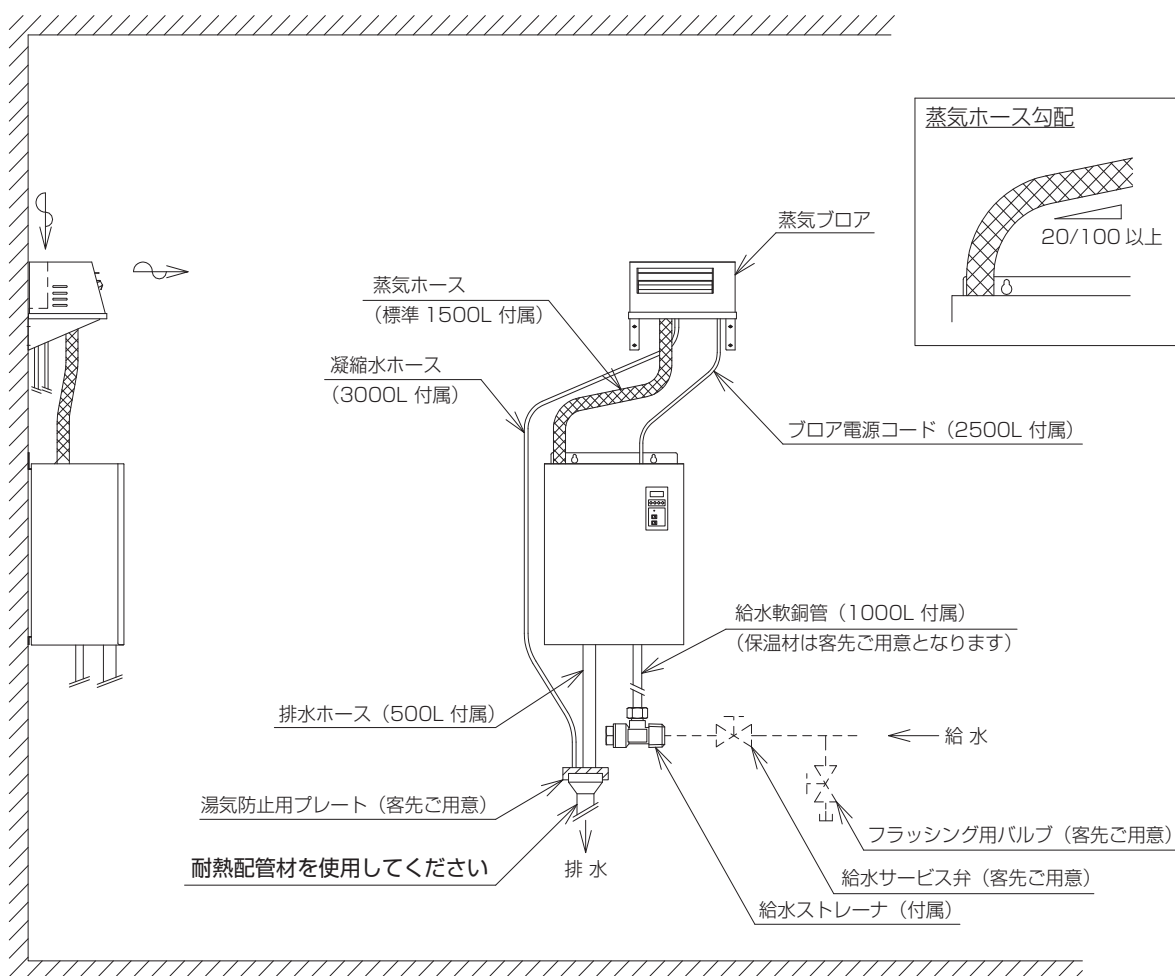 蒸気ホース勾配
20/100 以上
蒸気ブロア
蒸気ホース
(標準 1500L 付属)
凝縮水ホース
(3000L 付属)
ブロア電源コード（2500L 付属）
給水軟銅管（1000L 付属）
(保温材は客先ご用意となります)
排水ホース（500L 付属）
給 水
湯気防止用プレート（客先ご用意）
フラッシング用バルブ（客先ご用意）
耐熱配管材を使用してください
排 水
給水サービス弁（客先ご用意）
給水ストレーナ（付属）